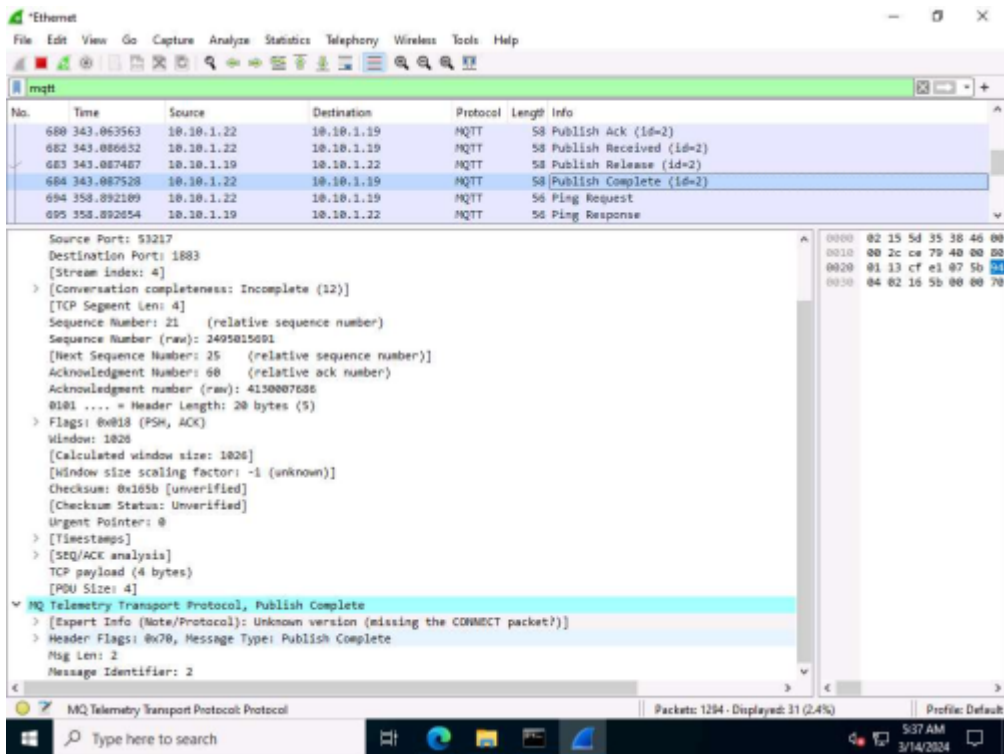 *Ethernet
File Edit View Go Capture Analyze Statistics Telephony Wireless Tools Help
mqtt
No. Time Source Destination Protocol Length Info
680 343.063563 10.10.1.22 10.10.1.19 MQTT 58 Publish Ack (id=2)
682 343.086632 10.10.1.22 10.10.1.19 MQTT 58 Publish Received (id=2)
683 343.087487 10.10.1.19 10.10.1.22 MQTT 58 Publish Release (id=2)
684 343.087528 10.10.1.22 10.10.1.19 MQTT 58 Publish Complete (id=2)
694 358.892109 10.10.1.22 10.10.1.19 MQTT 56 Ping Request
695 358.892654 10.10.1.19 10.10.1.22 MQTT 56 Ping Response
Source Port: 53217
Destination Port: 1883
[Stream index: 4]
[Conversation completeness: Incomplete (12)]
[TCP Segment Len: 4]
Sequence Number: 21 (relative sequence number)
Sequence Number (raw): 2495015691
[Next Sequence Number: 25 (relative sequence number)]
Acknowledgment Number: 60 (relative ack number)
Acknowledgment number (raw): 4130007686
0101 .... = Header Length: 20 bytes (5)
Flags: 0x018 (PSH, ACK)
Window: 1026
[Calculated window size: 1026]
[Window size scaling factor: -1 (unknown)]
Checksum: 0x165b [unverified]
[Checksum Status: Unverified]
Urgent Pointer: 0
[Timestamps]
[SEQ/ACK analysis]
TCP payload (4 bytes)
[PDU Size: 4]
MQ Telemetry Transport Protocol, Publish Complete
[Expert Info (Note/Protocol): Unknown version (missing the CONNECT packet?)]
Header Flags: 0x70, Message Type: Publish Complete
Msg Len: 2
Message Identifier: 2
0000 02 15 5d 35 38 46 00
0010 00 2c ce 79 40 00 80
0020 01 13 cf e1 07 5b 94
0030 04 02 16 5b 00 00 70
MQ Telemetry Transport Protocol: Protocol
Packets: 1284 · Displayed: 31 (2.4%)
Profile: Default
Type here to search
5:37 AM
3/14/2024